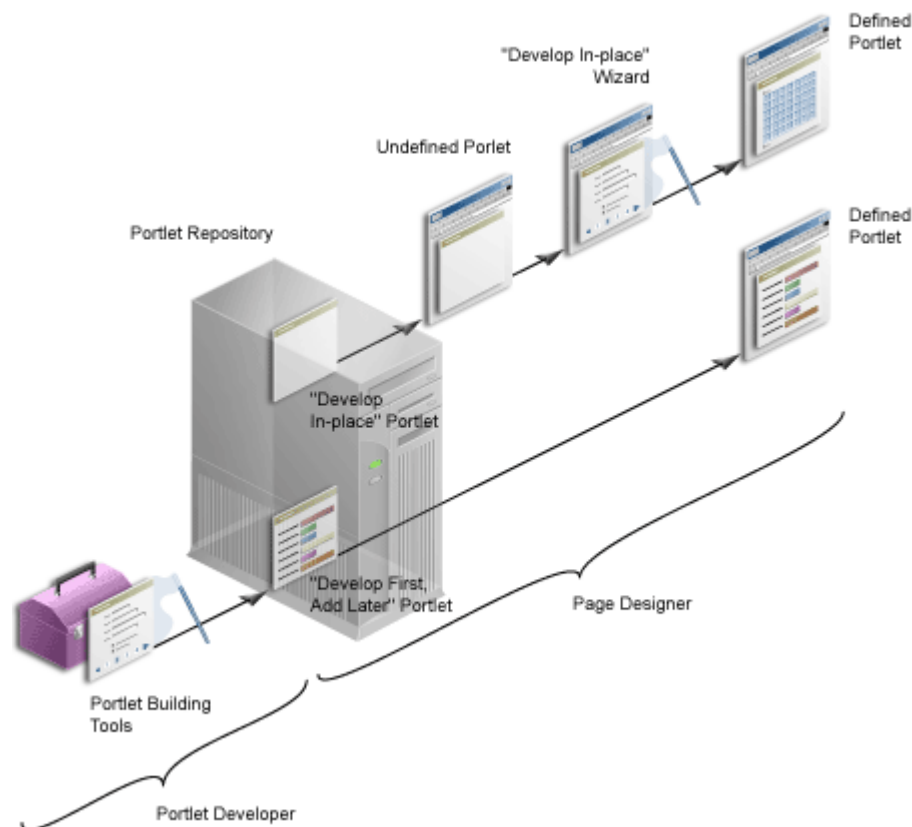 Defined
Portlet
"Develop In-place"
Wizard
Undefined Porlet
Portlet Repository
Defined
Portlet
"Develop
In-place" Portlet
"Develop First,
Add Later" Portlet
Page Designer
Portlet Building
Tools
Portlet Developer